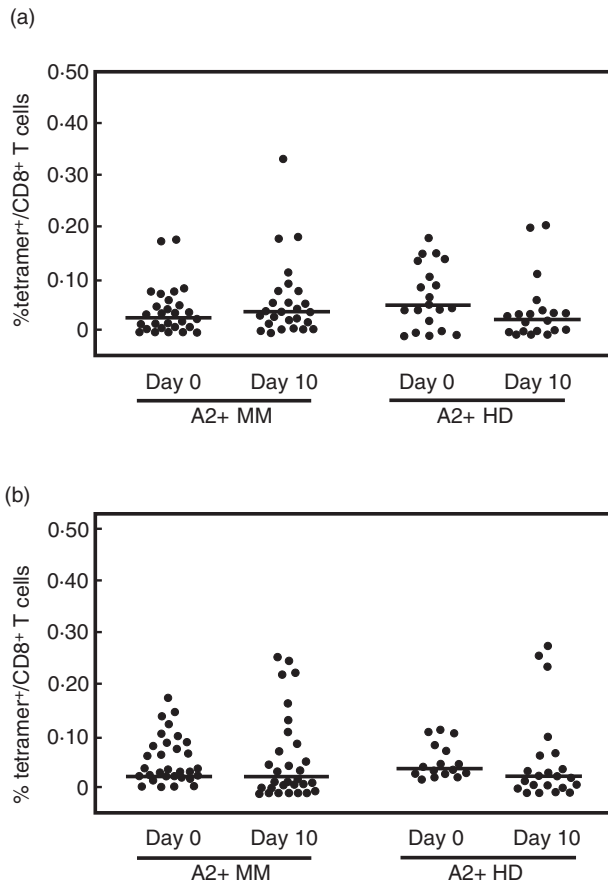 (a)
%tetramer⁺/CD8⁺ T cells
0·50
0·40
0·30
0·20
0·10
0
Day 0 Day 10 Day 0 Day 10
A2+ MM A2+ HD
(b)
% tetramer⁺/CD8⁺ T cells
0·50
0·40
0·30
0·20
0·10
0
Day 0 Day 10 Day 0 Day 10
A2+ MM A2+ HD